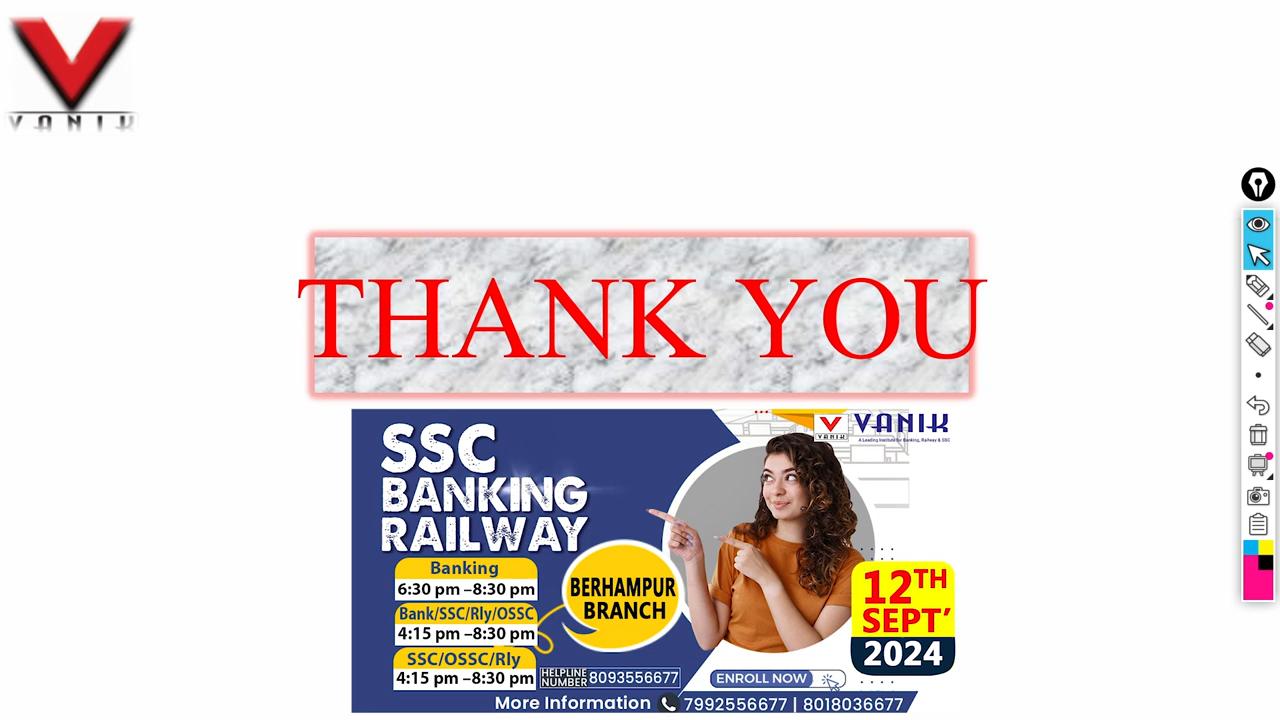 VANIK
THANK YOU
SSC
BANKING
RAILWAY
VANIK
VANIK
A Leading Institute for Banking, Railway & SSC
Banking
6:30 pm –8:30 pm
Bank/SSC/Rly/OSSC
4:15 pm –8:30 pm
SSC/OSSC/Rly
4:15 pm –8:30 pm
BERHAMPUR
BRANCH
12TH
SEPT’
2024
HELPLINE
NUMBER 8093556677
ENROLL NOW
More Information 7992556677 | 8018036677